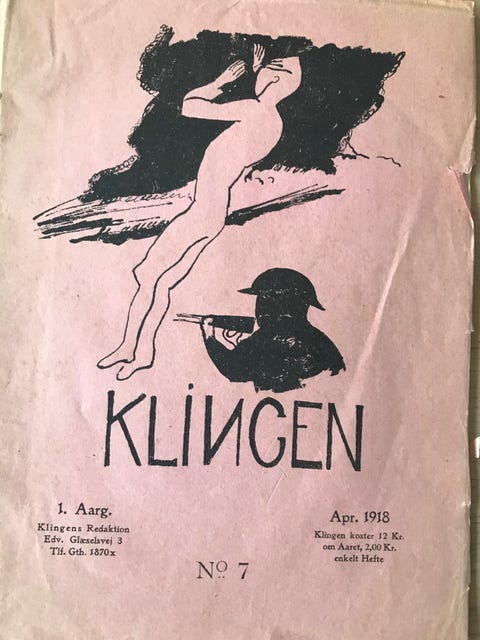 KLiNGEN
1. Aarg.
Klingens Redaktion
Edv. Glæselsvej 3
Tlf. Gth. 1870x
Apr. 1918
Klingen koster 12 Kr.
om Aaret, 2,00 Kr.
enkelt Hefte
No 7